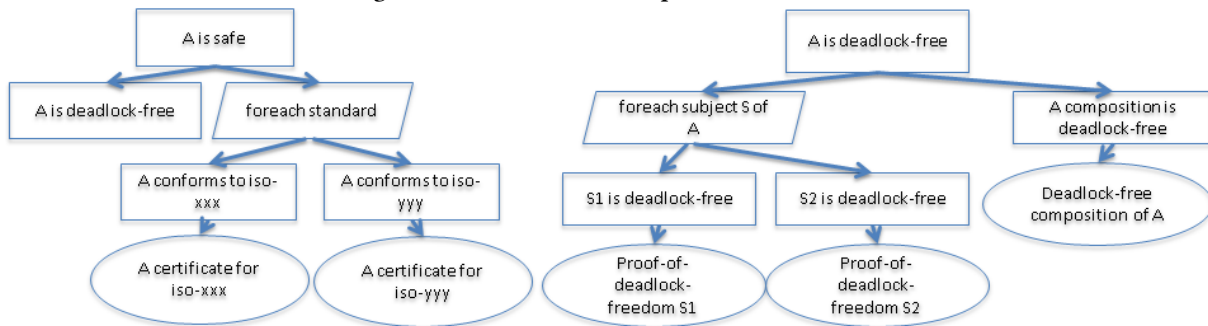 A is safe
A is deadlock-free
foreach standard
A conforms to iso-
xxx
A conforms to iso-
yyy
A certificate for
iso-xxx
A certificate for
iso-yyy
A is deadlock-free
foreach subject S of
A
A composition is
deadlock-free
S1 is deadlock-free
S2 is deadlock-free
Deadlock-free
composition of A
Proof-of-
deadlock-
freedom S1
Proof-of-
deadlock-
freedom S2